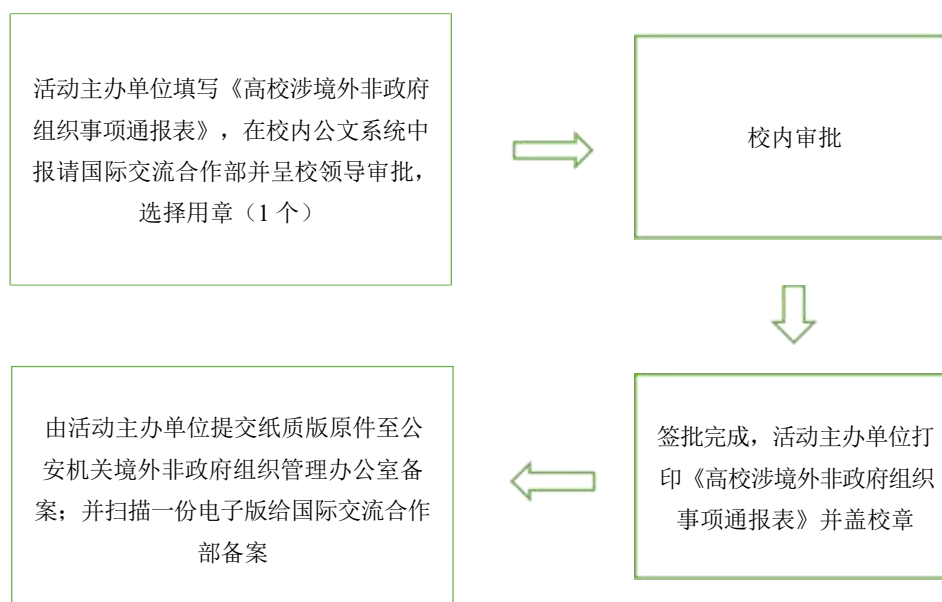 活动主办单位填写《高校涉境外非政府
组织事项通报表》，在校内公文系统中
报请国际交流合作部并呈校领导审批，
选择用章（1 个）
校内审批
签批完成，活动主办单位打
印《高校涉境外非政府组织
事项通报表》并盖校章
由活动主办单位提交纸质版原件至公
安机关境外非政府组织管理办公室备
案；并扫描一份电子版给国际交流合作
部备案